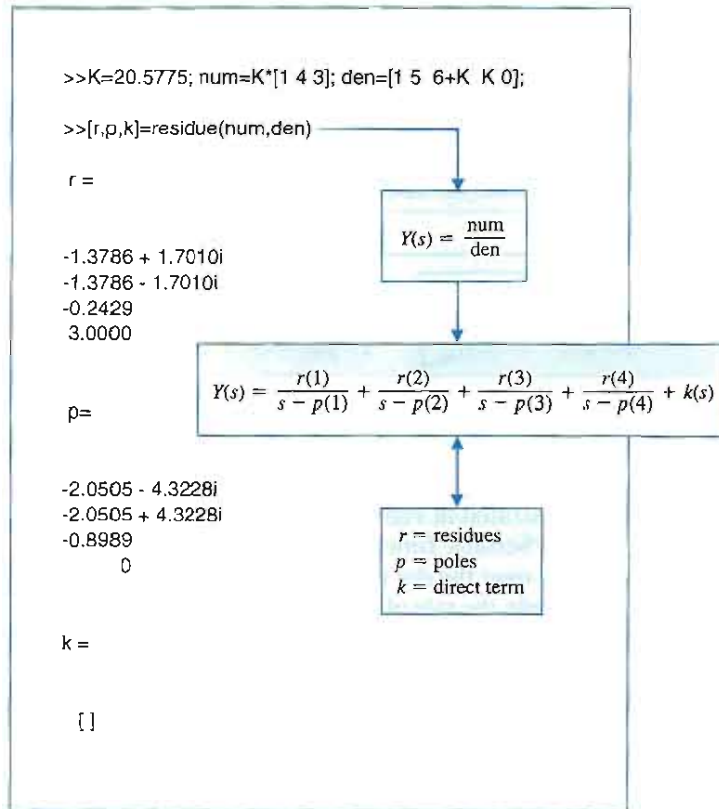 >>K=20.5775; num=K*[1 4 3]; den=[1 5 6+K K 0];
>>[r,p,k]=residue(num,den)
r =
-1.3786 + 1.7010i
-1.3786 - 1.7010i
-0.2429
3.0000
Y(s) = num/den
Y(s) = r(1)/(s − p(1)) + r(2)/(s − p(2)) + r(3)/(s − p(3)) + r(4)/(s − p(4)) + k(s)
p=
-2.0505 - 4.3228i
-2.0505 + 4.3228i
-0.8989
0
r = residues
p = poles
k = direct term
k =
[]